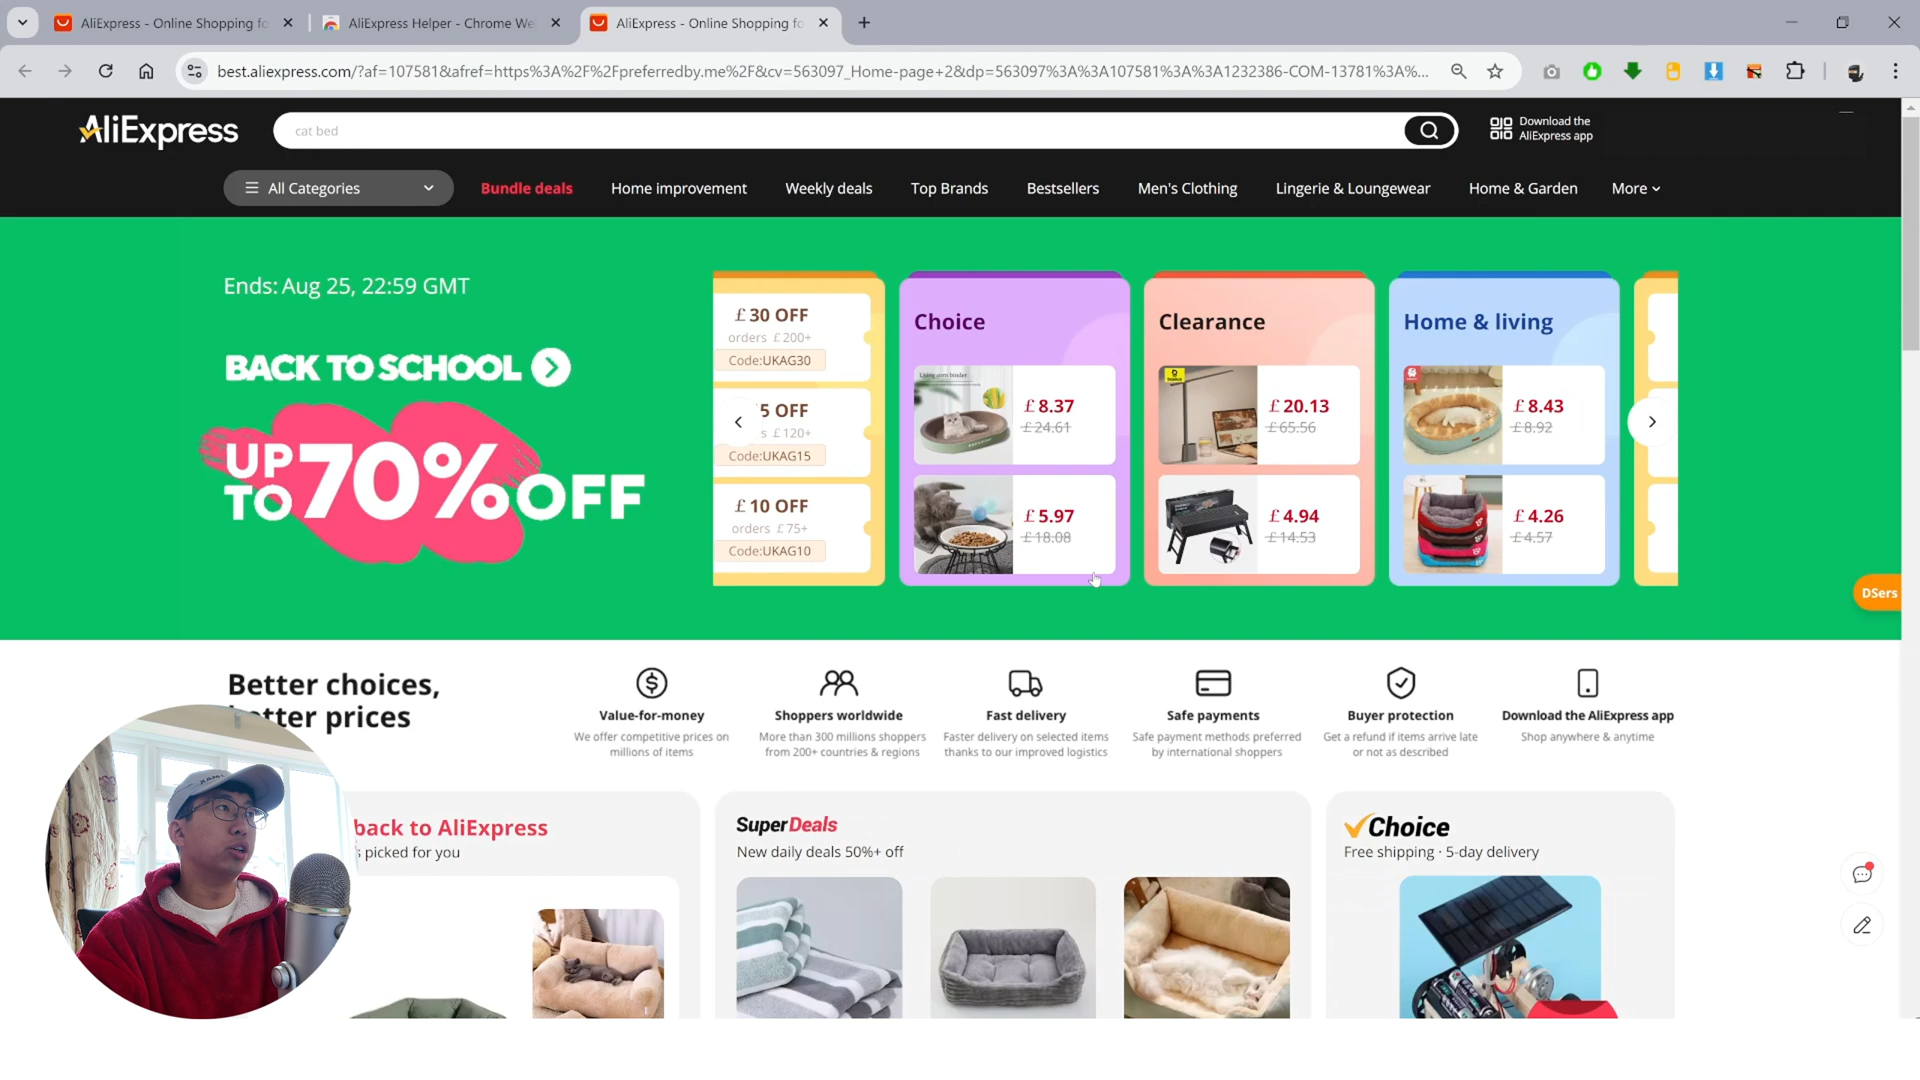 AliExpress - Online Shopping fo
AliExpress Helper - Chrome We
AliExpress - Online Shopping fo
best.aliexpress.com/?af=107581&afref=https%3A%2F%2Fpreferredby.me%2F&cv=563097_Home-page+2&dp=563097%3A%3A107581%3A%3A1232386-COM-13781%3A%...
AliExpress
cat bed
Download the
AliExpress app
All Categories
Bundle deals
Home improvement
Weekly deals
Top Brands
Bestsellers
Men's Clothing
Lingerie & Loungewear
Home & Garden
More
Ends: Aug 25, 22:59 GMT
BACK TO SCHOOL
UP
TO 70% OFF
£30 OFF
orders £200+
Code:UKAG30
5 OFF
s £120+
Code:UKAG15
£10 OFF
orders £75+
Code:UKAG10
Choice
£8.37
£24.61
£5.97
£18.08
Clearance
£20.13
£65.56
£4.94
£14.53
Home & living
£8.43
£8.92
£4.26
£4.57
DSers
Better choices,
better prices
Value-for-money
We offer competitive prices on
millions of items
Shoppers worldwide
More than 300 millions shoppers
from 200+ countries & regions
Fast delivery
Faster delivery on selected items
thanks to our improved logistics
Safe payments
Safe payment methods preferred
by international shoppers
Buyer protection
Get a refund if items arrive late
or not as described
Download the AliExpress app
Shop anywhere & anytime
back to AliExpress
s picked for you
SuperDeals
New daily deals 50%+ off
Choice
Free shipping · 5-day delivery